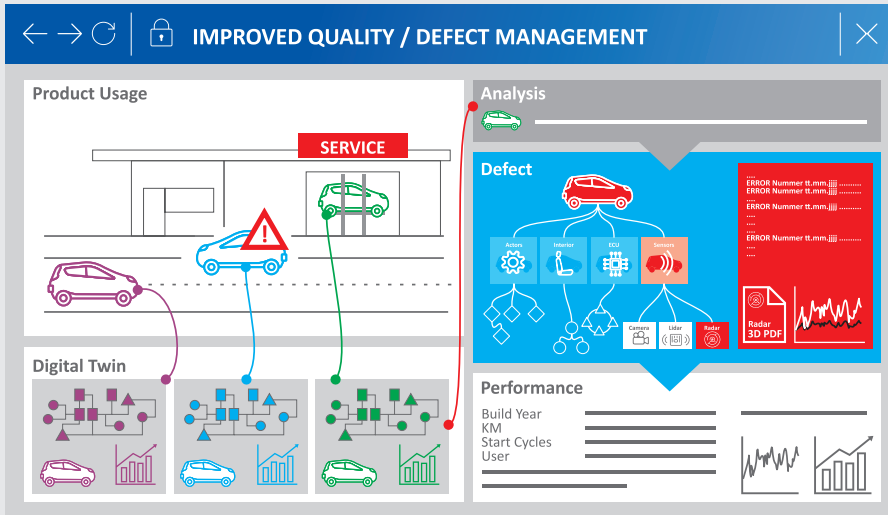 IMPROVED QUALITY / DEFECT MANAGEMENT
Product Usage
SERVICE
!
Digital Twin
Analysis
Defect
Actors
Interior
ECU
Sensors
Camera
Lidar
Radar
....
ERROR Nummer tt.mm.jjjj ..........
ERROR Nummer tt.mm.jjjj ..........
....
ERROR Nummer tt.mm.jjjj ..........
....
....
....
ERROR Nummer tt.mm.jjjj ..........
....
....
Radar
3D PDF
Performance
Build Year
KM
Start Cycles
User